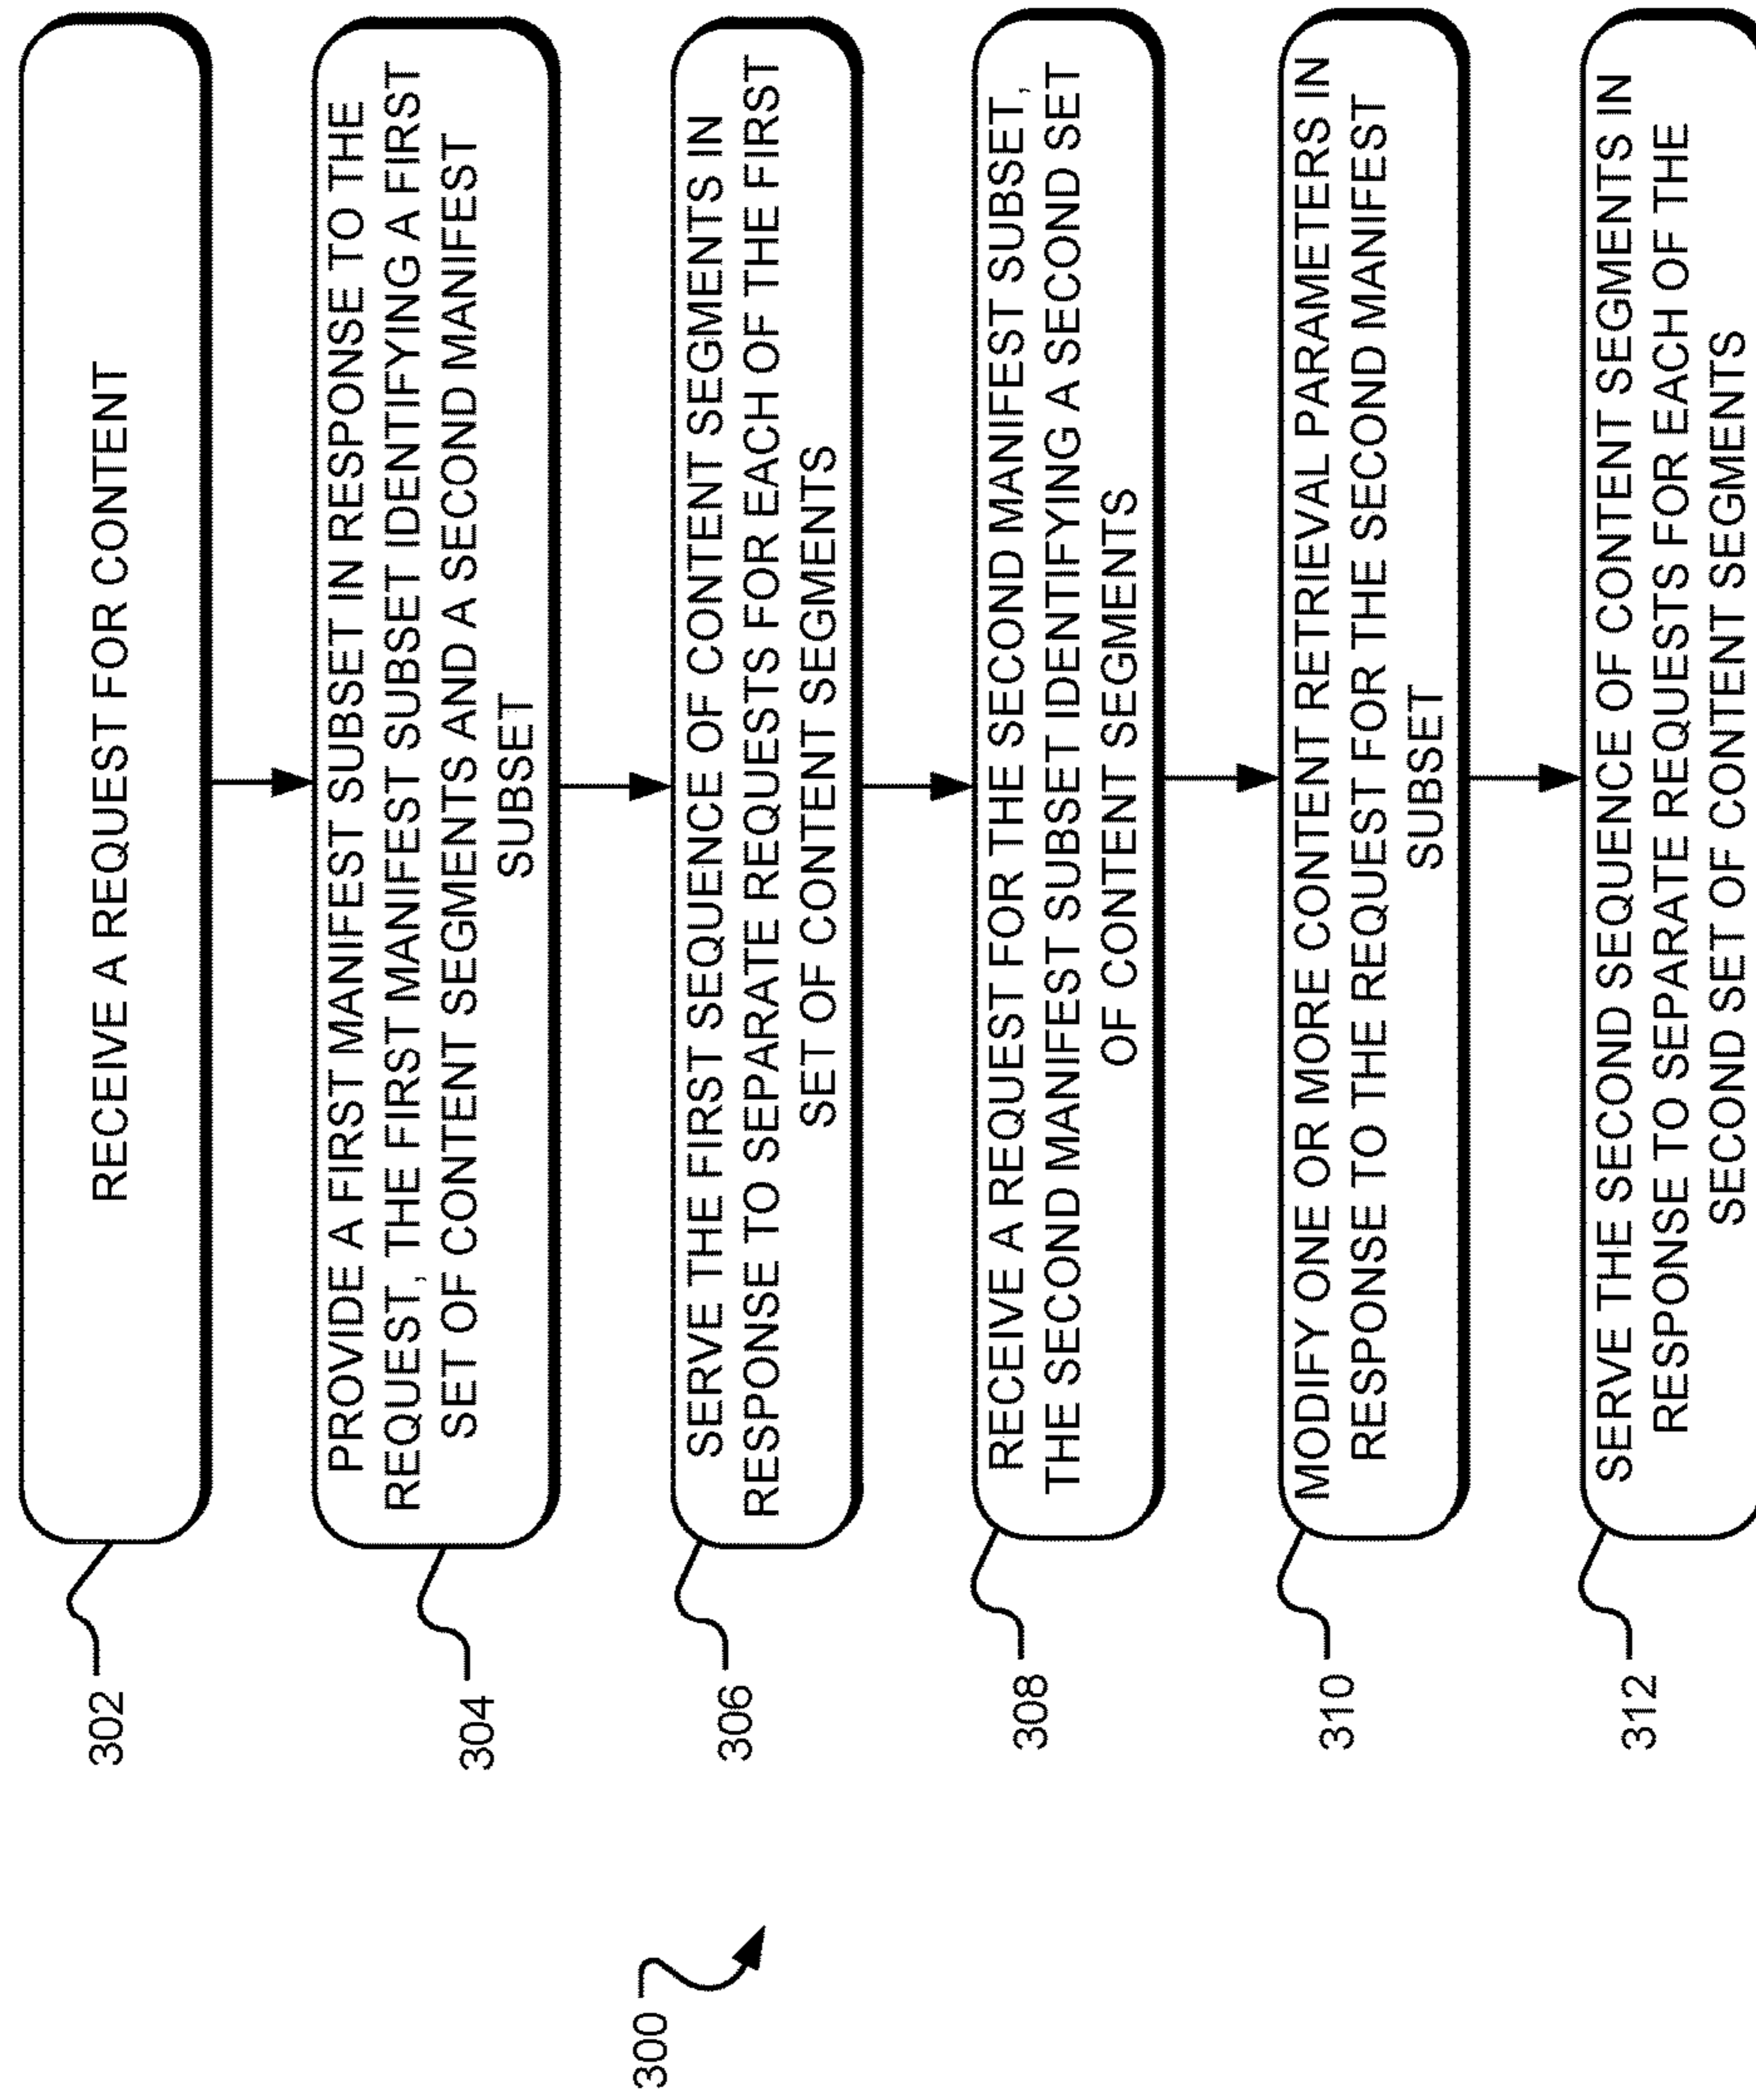 300
302
RECEIVE A REQUEST FOR CONTENT
304
PROVIDE A FIRST MANIFEST SUBSET IN RESPONSE TO THE
REQUEST, THE FIRST MANIFEST SUBSET IDENTIFYING A FIRST
SET OF CONTENT SEGMENTS AND A SECOND MANIFEST
SUBSET
306
SERVE THE FIRST SEQUENCE OF CONTENT SEGMENTS IN
RESPONSE TO SEPARATE REQUESTS FOR EACH OF THE FIRST
SET OF CONTENT SEGMENTS
308
RECEIVE A REQUEST FOR THE SECOND MANIFEST SUBSET,
THE SECOND MANIFEST SUBSET IDENTIFYING A SECOND SET
OF CONTENT SEGMENTS
310
MODIFY ONE OR MORE CONTENT RETRIEVAL PARAMETERS IN
RESPONSE TO THE REQUEST FOR THE SECOND MANIFEST
SUBSET
312
SERVE THE SECOND SEQUENCE OF CONTENT SEGMENTS IN
RESPONSE TO SEPARATE REQUESTS FOR EACH OF THE
SECOND SET OF CONTENT SEGMENTS